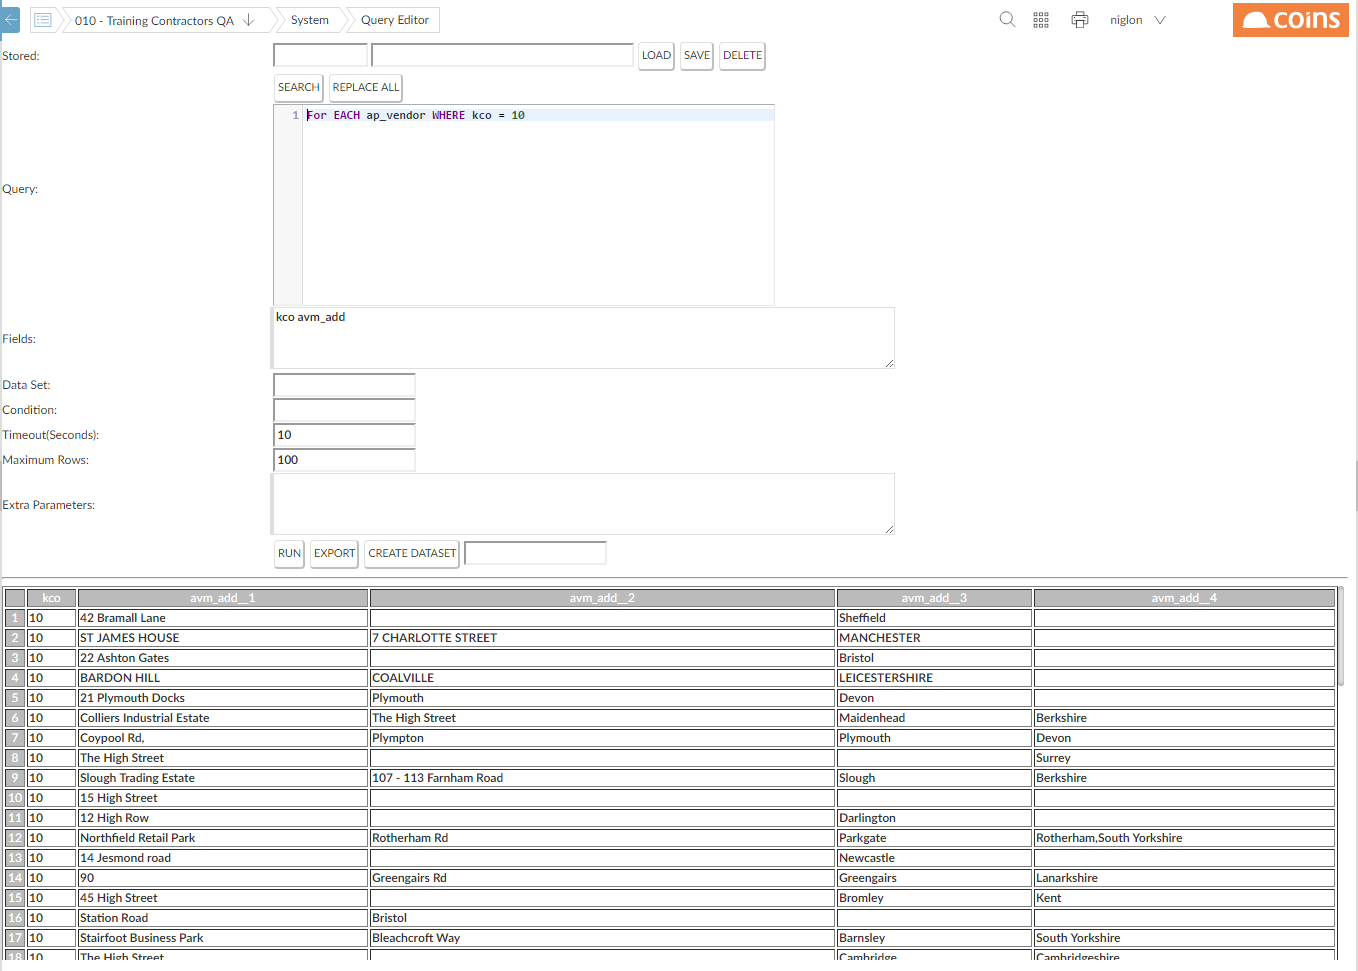 010 - Training Contractors QA System Query Editor niglon coins
Stored: LOAD SAVE DELETE
SEARCH REPLACE ALL
1 For EACH ap_vendor WHERE kco = 10
Query:
kco avm_add
Fields:
Data Set:
Condition:
Timeout(Seconds): 10
Maximum Rows: 100
Extra Parameters:
RUN EXPORT CREATE DATASET
kco avm_add__1 avm_add__2 avm_add__3 avm_add__4
1 10 42 Bramall Lane Sheffield
2 10 ST JAMES HOUSE 7 CHARLOTTE STREET MANCHESTER
3 10 22 Ashton Gates Bristol
4 10 BARDON HILL COALVILLE LEICESTERSHIRE
5 10 21 Plymouth Docks Plymouth Devon
6 10 Colliers Industrial Estate The High Street Maidenhead Berkshire
7 10 Coypool Rd, Plympton Plymouth Devon
8 10 The High Street Surrey
9 10 Slough Trading Estate 107 - 113 Farnham Road Slough Berkshire
10 10 15 High Street
11 10 12 High Row Darlington
12 10 Northfield Retail Park Rotherham Rd Parkgate Rotherham,South Yorkshire
13 10 14 Jesmond road Newcastle
14 10 90 Greengairs Rd Greengairs Lanarkshire
15 10 45 High Street Bromley Kent
16 10 Station Road Bristol
17 10 Stairfoot Business Park Bleachcroft Way Barnsley South Yorkshire
18 10 The High Street Cambridge Cambridgeshire